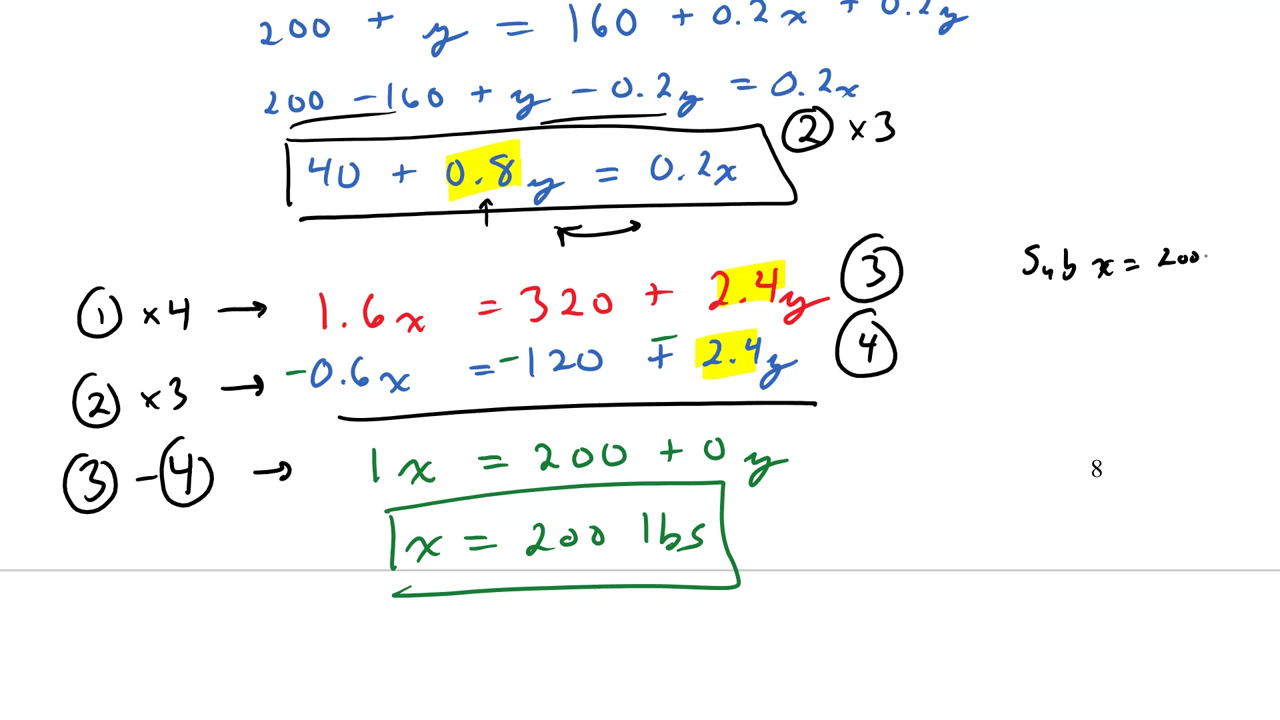 200 + y = 160 + 0.2x + 0.2y
200 - 160 + y - 0.2y = 0.2x
② ×3
40 + 0.8y = 0.2x
Sub x = 200
① ×4 → 1.6x = 320 + 2.4y ③
② ×3 → -0.6x = -120 ∓ 2.4y ④
③ - ④ → 1x = 200 + 0y
8
x = 200 lbs